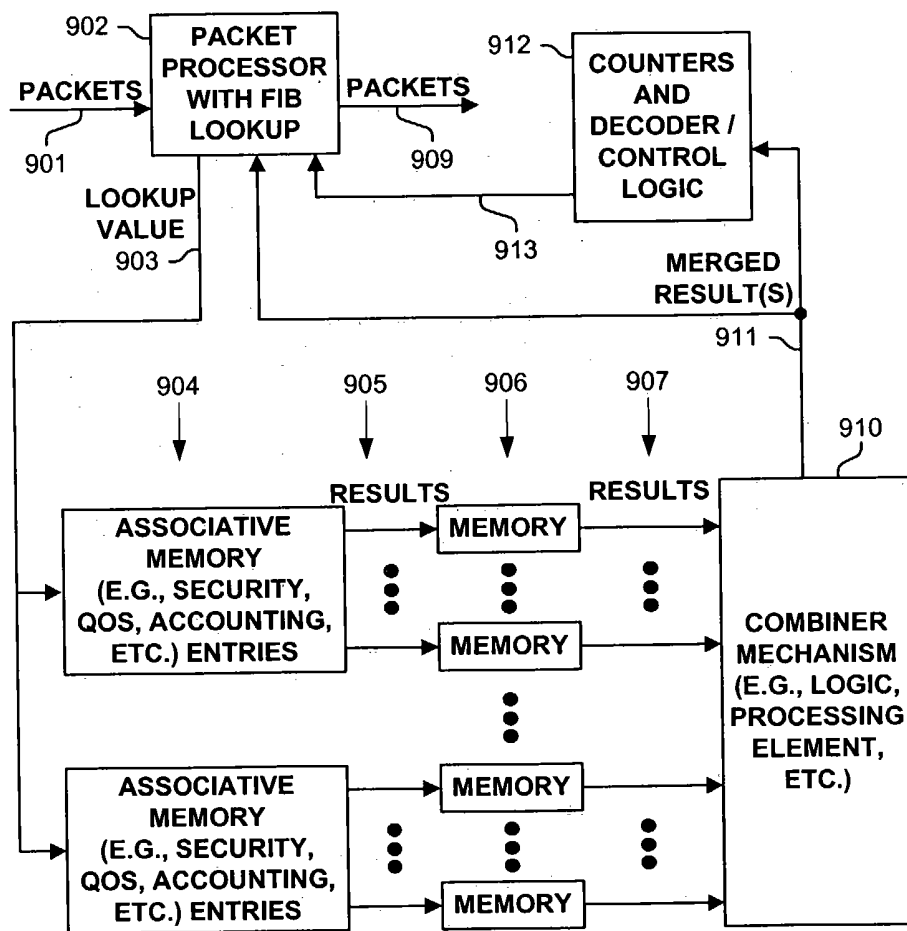 902
PACKET
PROCESSOR
WITH FIB
LOOKUP
PACKETS
901
PACKETS
909
912
COUNTERS
AND
DECODER /
CONTROL
LOGIC
LOOKUP
VALUE
903
913
MERGED
RESULT(S)
911
904
905
906
907
910
RESULTS
RESULTS
ASSOCIATIVE
MEMORY
(E.G., SECURITY,
QOS, ACCOUNTING,
ETC.) ENTRIES
MEMORY
MEMORY
COMBINER
MECHANISM
(E.G., LOGIC,
PROCESSING
ELEMENT,
ETC.)
ASSOCIATIVE
MEMORY
(E.G., SECURITY,
QOS, ACCOUNTING,
ETC.) ENTRIES
MEMORY
MEMORY